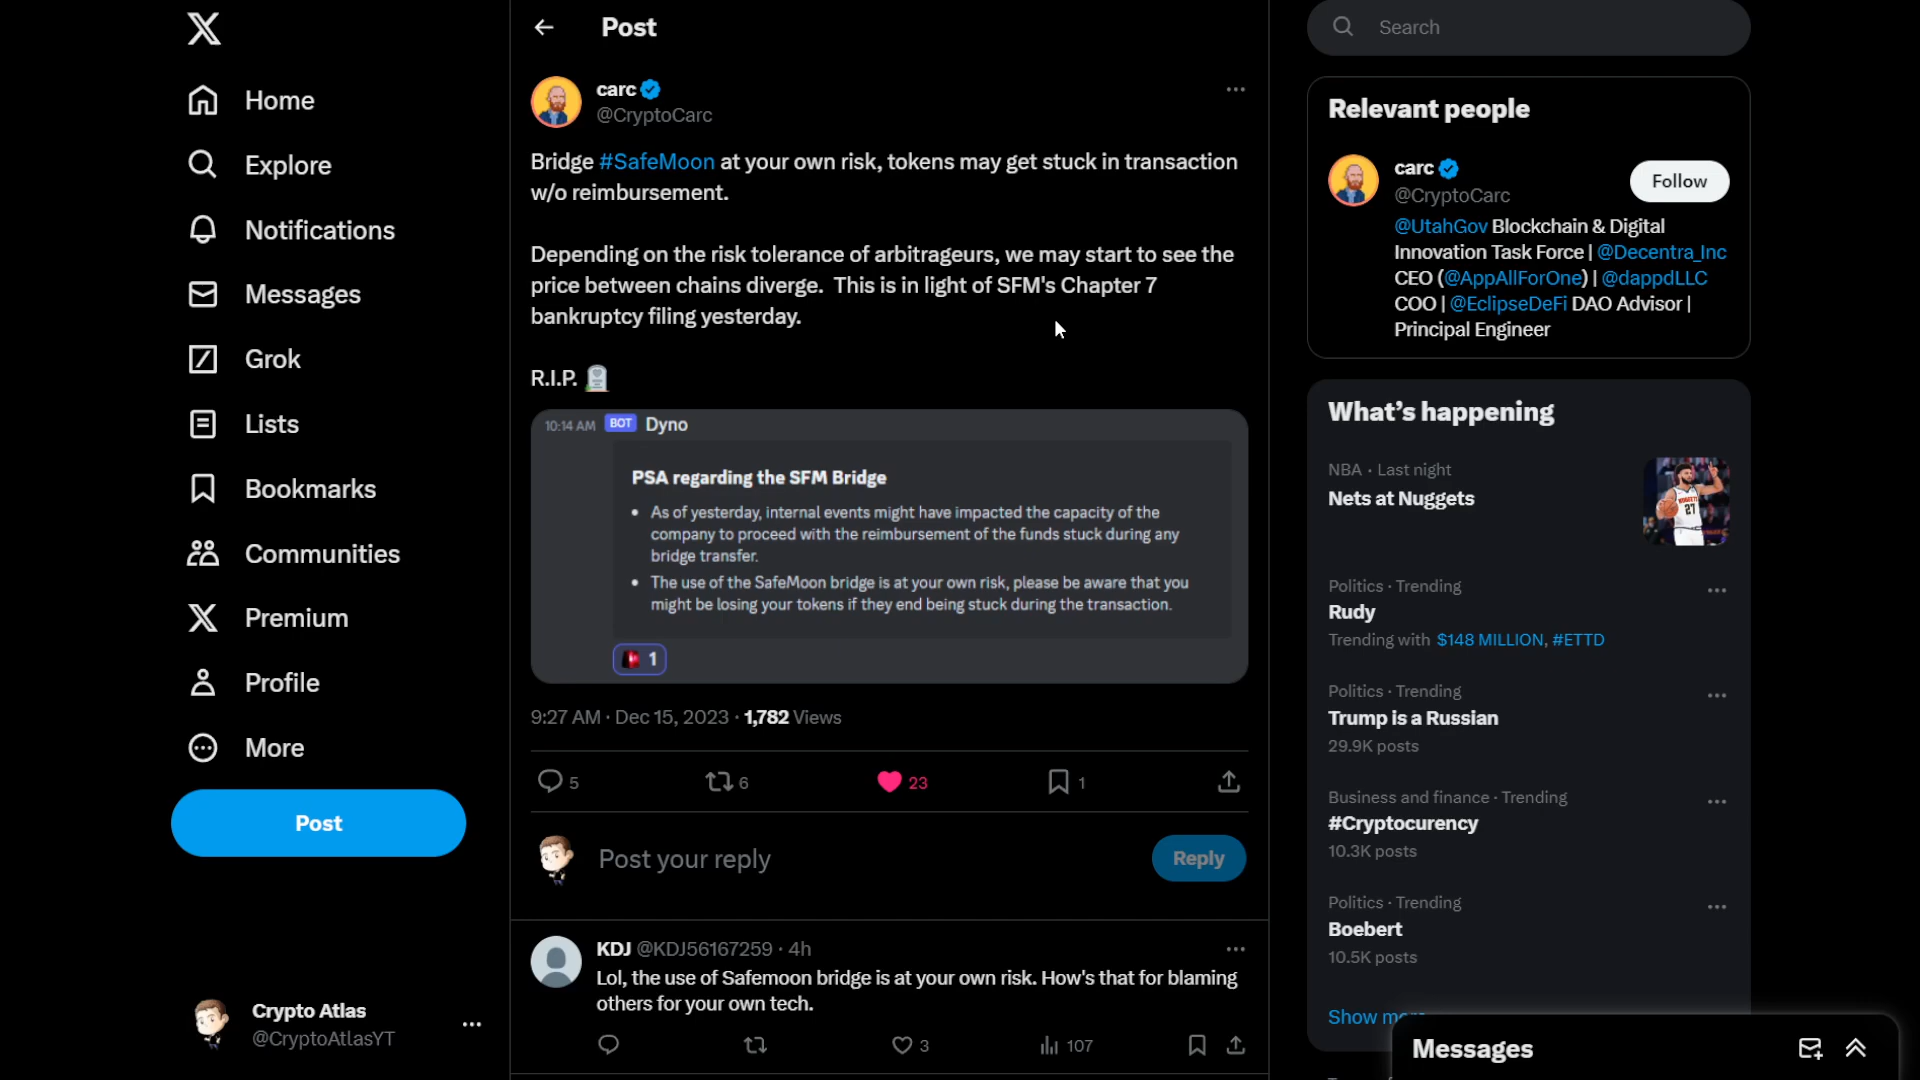 Home
Explore
Notifications
Messages
Grok
Lists
Bookmarks
Communities
Premium
Profile
More
Post
Crypto Atlas
@CryptoAtlasYT
Post
carc
@CryptoCarc
Bridge #SafeMoon at your own risk, tokens may get stuck in transaction
w/o reimbursement.
Depending on the risk tolerance of arbitrageurs, we may start to see the
price between chains diverge. This is in light of SFM's Chapter 7
bankruptcy filing yesterday.
R.I.P.
10:14 AM BOT Dyno
PSA regarding the SFM Bridge
• As of yesterday, internal events might have impacted the capacity of the
company to proceed with the reimbursement of the funds stuck during any
bridge transfer.
• The use of the SafeMoon bridge is at your own risk, please be aware that you
might be losing your tokens if they end being stuck during the transaction.
1
9:27 AM · Dec 15, 2023 · 1,782 Views
5 6 23 1
Post your reply
Reply
KDJ @KDJ56167259 · 4h
Lol, the use of Safemoon bridge is at your own risk. How's that for blaming
others for your own tech.
3 107
Search
Relevant people
carc
@CryptoCarc
Follow
@UtahGov Blockchain & Digital
Innovation Task Force | @Decentra_Inc
CEO (@AppAllForOne) | @dappdLLC
COO | @EclipseDeFi DAO Advisor |
Principal Engineer
What's happening
NBA · Last night
Nets at Nuggets
Politics · Trending
Rudy
Trending with $148 MILLION, #ETTD
Politics · Trending
Trump is a Russian
29.9K posts
Business and finance · Trending
#Cryptocurency
10.3K posts
Politics · Trending
Boebert
10.5K posts
Show more
Messages